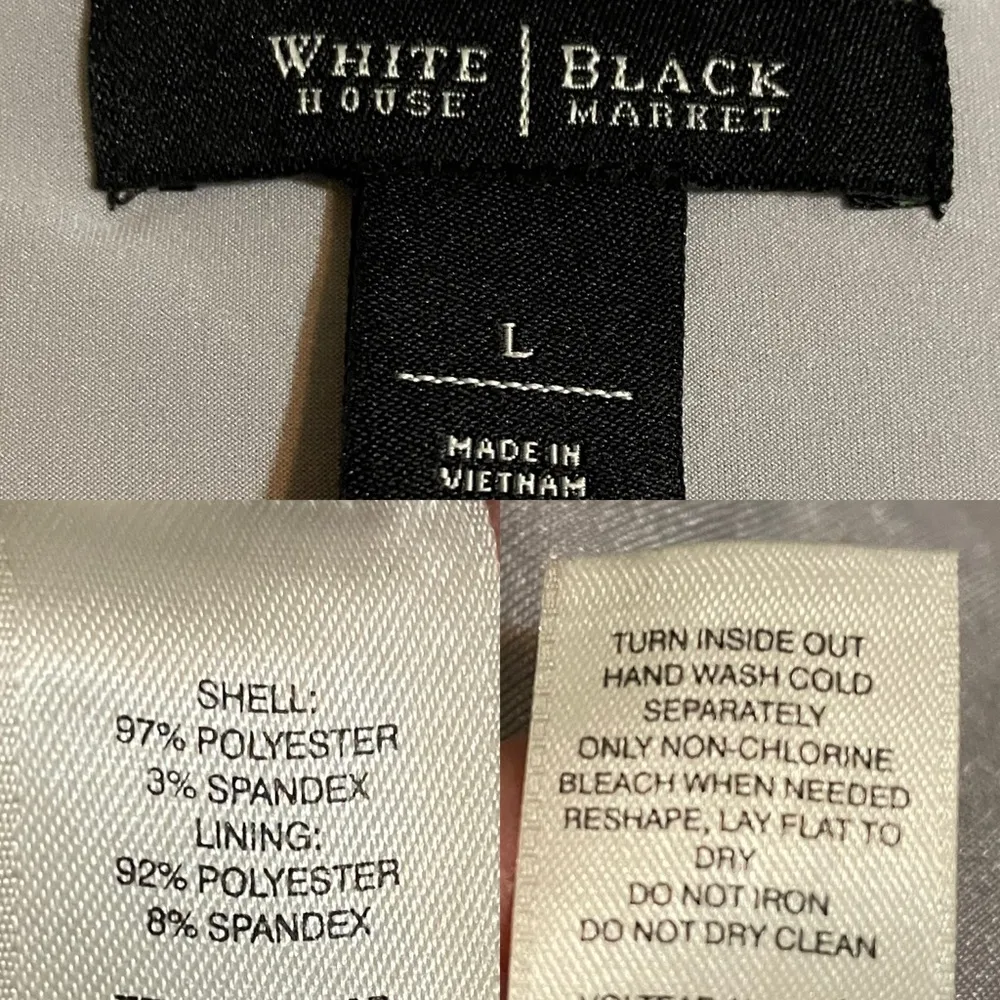 WHITE | BLACK
HOUSE | MARKET
L
MADE IN
VIETNAM
SHELL:
97% POLYESTER
3% SPANDEX
LINING:
92% POLYESTER
8% SPANDEX
TURN INSIDE OUT
HAND WASH COLD
SEPARATELY
ONLY NON-CHLORINE
BLEACH WHEN NEEDED
RESHAPE, LAY FLAT TO
DRY
DO NOT IRON
DO NOT DRY CLEAN